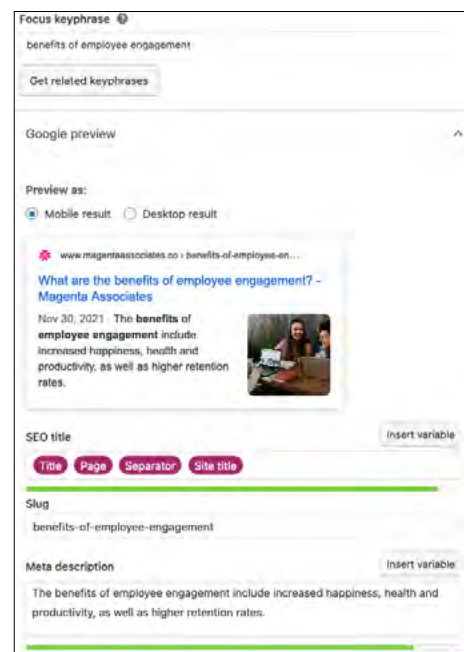 Focus keyphrase
benefits of employee engagement
Get related keyphrases
Google preview
Preview as:
Mobile result Desktop result
www.magentaassociates.co › benefits-of-employee-en...
What are the benefits of employee engagement? -
Magenta Associates
Nov 30, 2021 · The benefits of
employee engagement include
increased happiness, health and
productivity, as well as higher retention
rates.
SEO title Insert variable
Title Page Separator Site title
Slug
benefits-of-employee-engagement
Meta description Insert variable
The benefits of employee engagement include increased happiness, health and
productivity, as well as higher retention rates.